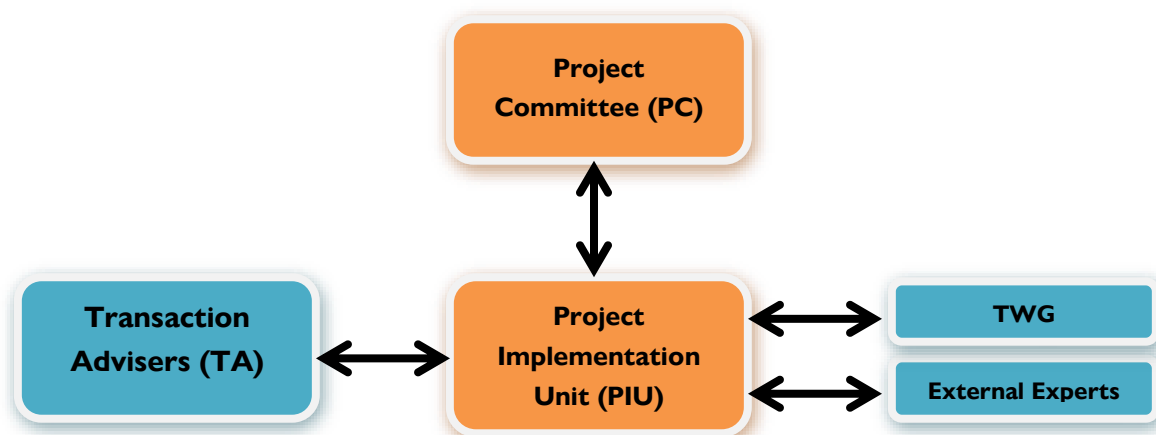 Project
Committee (PC)
Transaction
Advisers (TA)
Project
Implementation
Unit (PIU)
TWG
External Experts